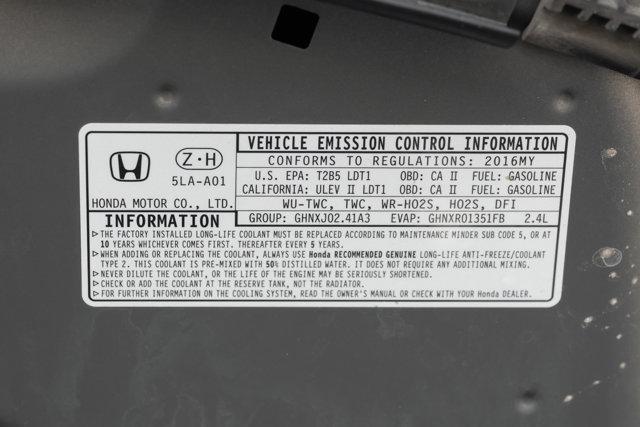 VEHICLE EMISSION CONTROL INFORMATION
Z·H
CONFORMS TO REGULATIONS: 2016MY
5LA-A01
U.S. EPA: T2B5 LDT1 OBD: CA II FUEL: GASOLINE
CALIFORNIA: ULEV II LDT1 OBD: CA II FUEL: GASOLINE
HONDA MOTOR CO., LTD.
WU-TWC, TWC, WR-HO2S, HO2S, DFI
INFORMATION
GROUP: GHNXJ02.41A3 EVAP: GHNXR01351FB 2.4L
▷THE FACTORY INSTALLED LONG-LIFE COOLANT MUST BE REPLACED ACCORDING TO MAINTENANCE MINDER SUB CODE 5, OR AT
10 YEARS WHICHEVER COMES FIRST. THEREAFTER EVERY 5 YEARS.
▷WHEN ADDING OR REPLACING THE COOLANT, ALWAYS USE Honda RECOMMENDED GENUINE LONG-LIFE ANTI-FREEZE/COOLANT
TYPE 2. THIS COOLANT IS PRE-MIXED WITH 50% DISTILLED WATER. IT DOES NOT REQUIRE ANY ADDITIONAL MIXING.
▷NEVER DILUTE THE COOLANT, OR THE LIFE OF THE ENGINE MAY BE SERIOUSLY SHORTENED.
▷CHECK OR ADD THE COOLANT AT THE RESERVE TANK, NOT THE RADIATOR.
▷FOR FURTHER INFORMATION ON THE COOLING SYSTEM, READ THE OWNER'S MANUAL OR CHECK WITH YOUR Honda DEALER.